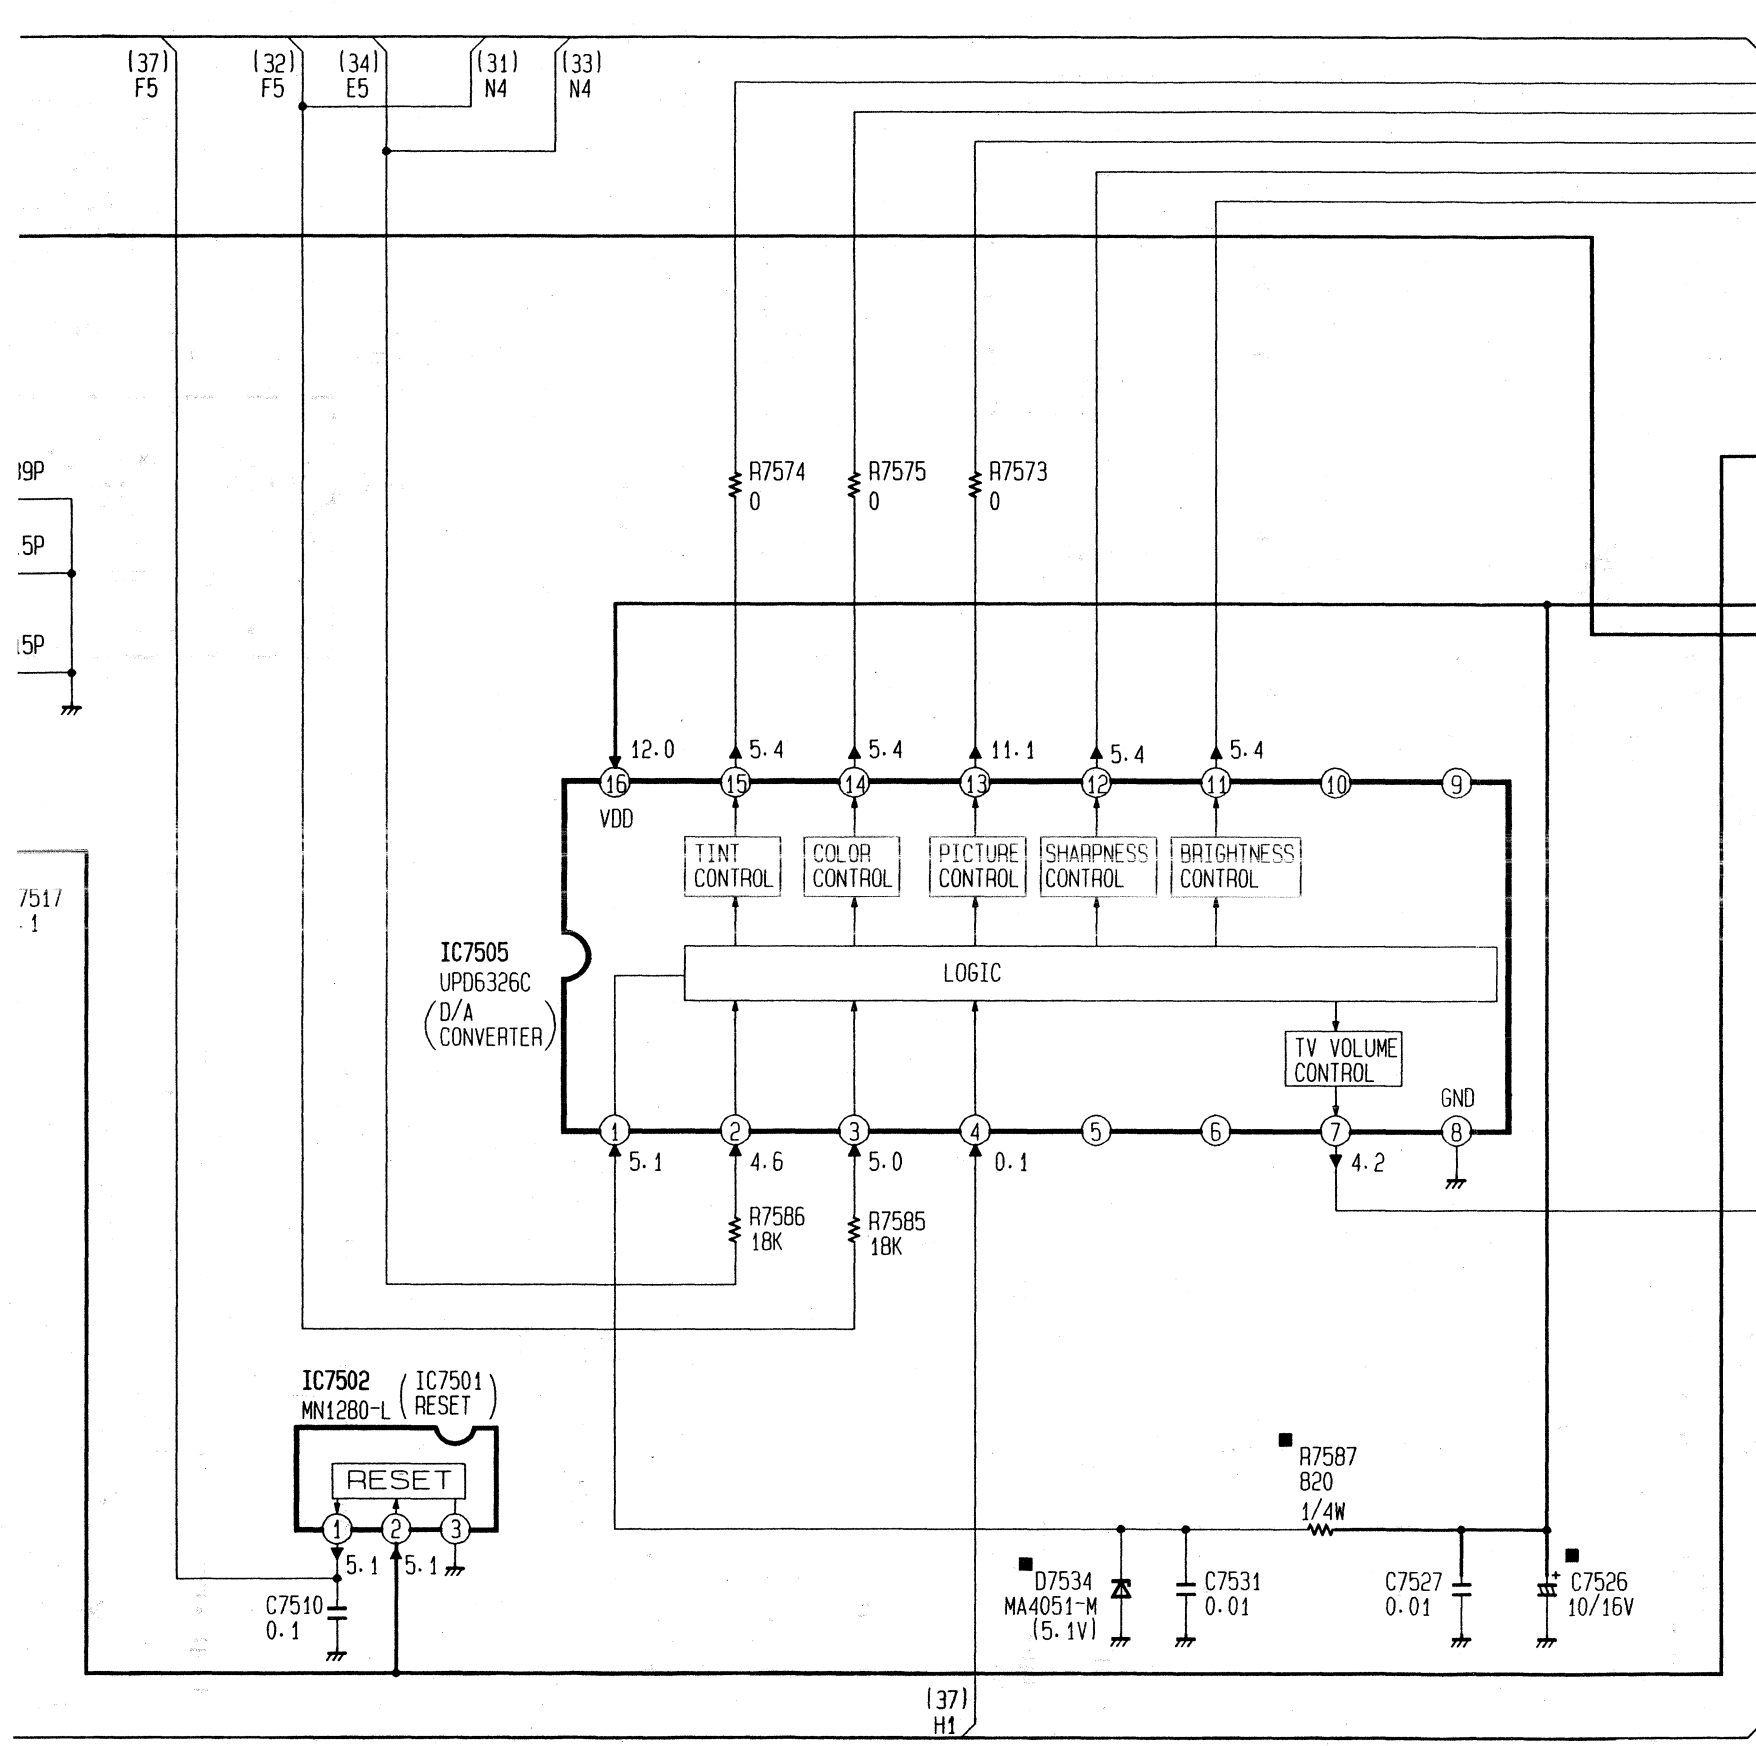 (37)
F5
(32)
F5
(34)
E5
(31)
N4
(33)
N4
39P
.5P
15P
R7574
0
R7575
0
R7573
0
12.0
5.4
5.4
11.1
5.4
5.4
16
15
14
13
12
11
10
9
VDD
TINT
CONTROL
COLOR
CONTROL
PICTURE
CONTROL
SHARPNESS
CONTROL
BRIGHTNESS
CONTROL
7517
.1
IC7505
UPD6326C
(D/A
CONVERTER)
LOGIC
TV VOLUME
CONTROL
GND
1
2
3
4
5
6
7
8
5.1
4.6
5.0
0.1
4.2
R7586
18K
R7585
18K
IC7502
MN1280-L
(IC7501
RESET)
RESET
1
2
3
5.1
5.1
C7510
0.1
R7587
820
1/4W
D7534
MA4051-M
(5.1V)
C7531
0.01
C7527
0.01
+
C7526
10/16V
(37)
H1